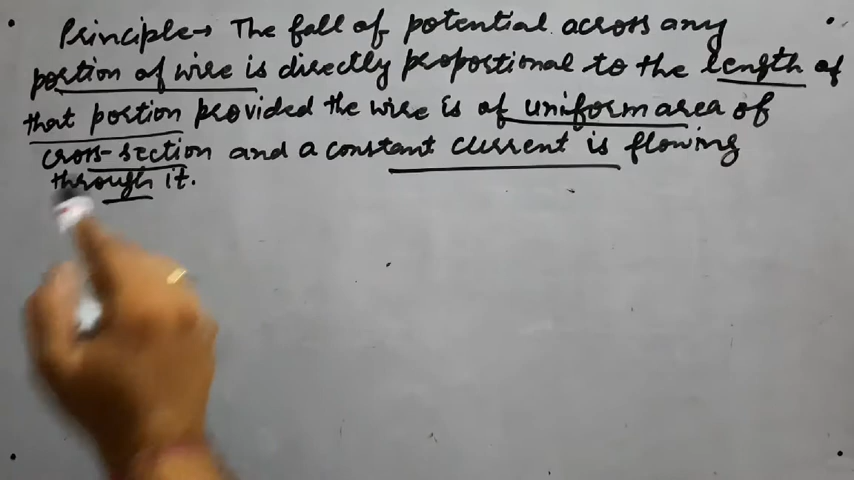 Principle→ The fall of potential across any
portion of wire is directly proportional to the length of
that portion provided the wire is of uniform area of
cross-section and a constant current is flowing
through it.